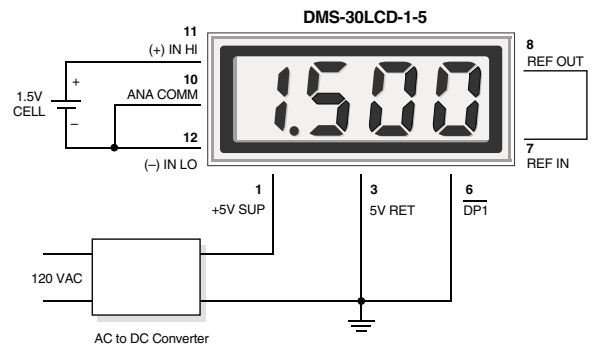 DMS-30LCD-1-5
11
(+) IN HI
8
REF OUT
10
ANA COMM
+
1.5V
CELL
–
1.500
12
(–) IN LO
7
REF IN
1
+5V SUP
3
5V RET
6
DP1
120 VAC
AC to DC Converter